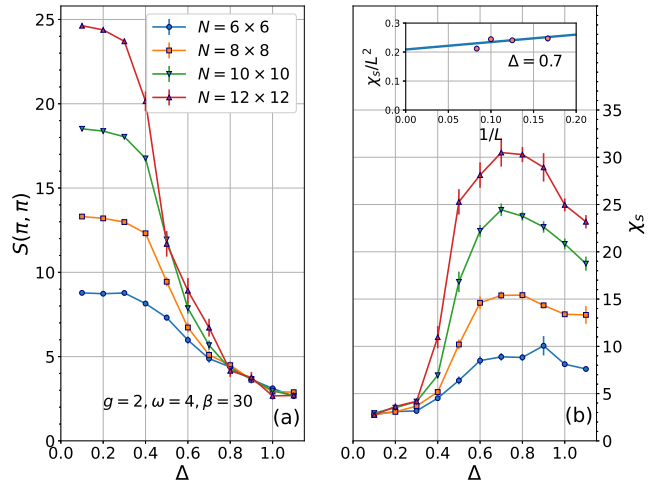 N = 6 × 6
N = 8 × 8
N = 10 × 10
N = 12 × 12
S(π, π)
25
20
15
10
5
0
0.0 0.2 0.4 0.6 0.8 1.0
Δ
g = 2, ω = 4, β = 30
(a)
χₛ/L²
0.3
0.2
0.1
0.0
0.00 0.05 0.10 0.15 0.20
1/L
Δ = 0.7
35
30
25
20
15
10
5
0
χₛ
0.0 0.2 0.4 0.6 0.8 1.0
Δ
(b)